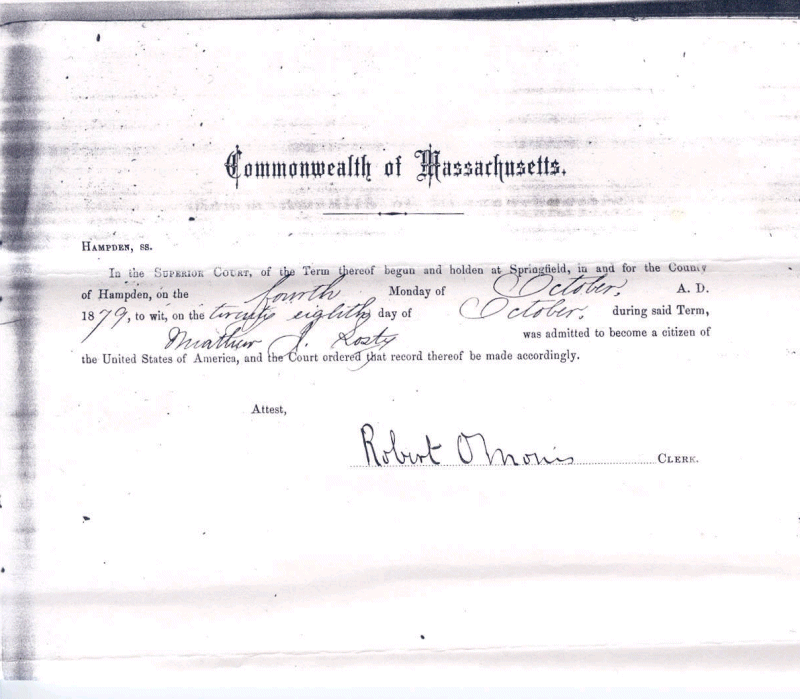 Commonwealth of Massachusetts.
HAMPDEN, ss.
In the SUPERIOR COURT, of the Term thereof begun and holden at Springfield, in and for the County
of Hampden, on the fourth Monday of October, A. D.
1879, to wit, on the twenty eighth day of October, during said Term,
J. was admitted to become a citizen of
the United States of America, and the Court ordered that record thereof be made accordingly.
Attest,
Robert O Morris CLERK.